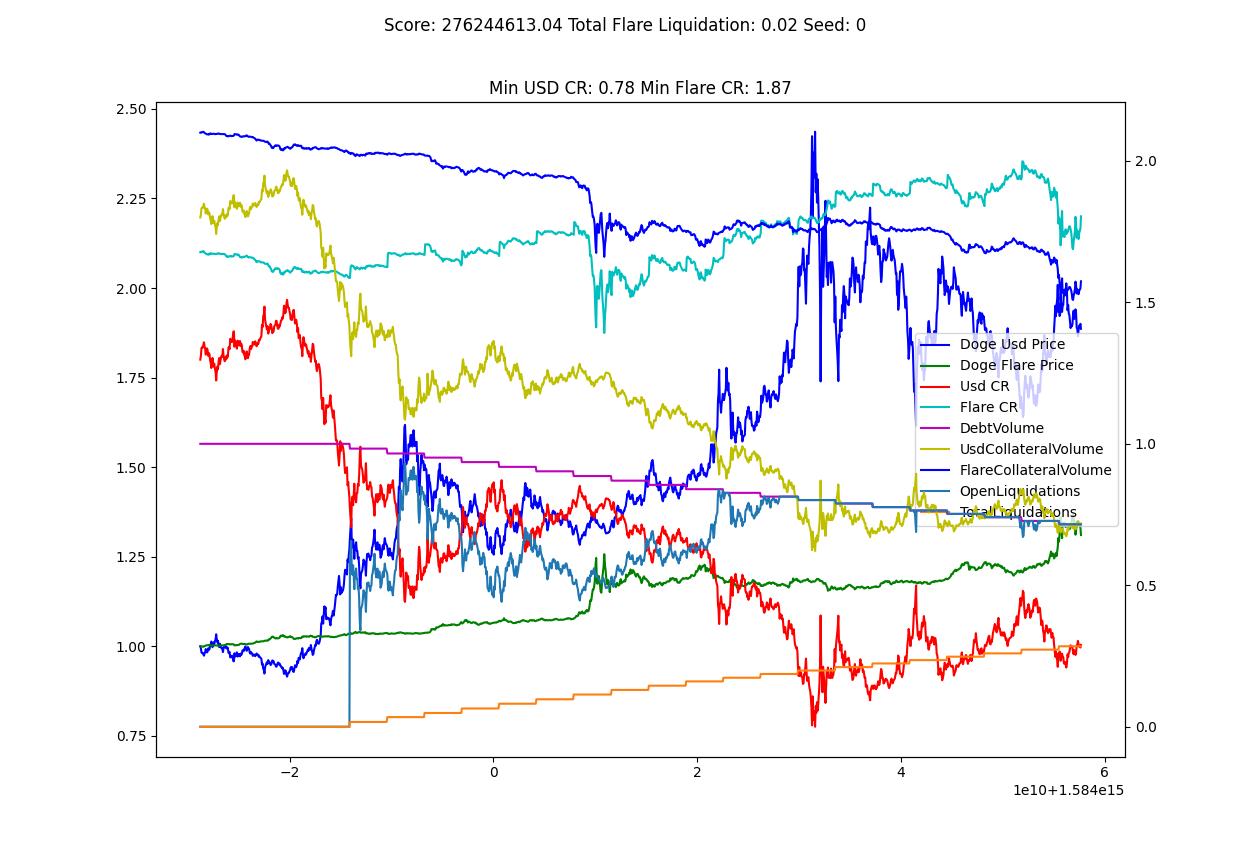 Score: 276244613.04 Total Flare Liquidation: 0.02 Seed: 0
Min USD CR: 0.78 Min Flare CR: 1.87
2.50
2.25
2.00
1.75
1.50
1.25
1.00
0.75
2.0
1.5
1.0
0.5
0.0
Doge Usd Price
Doge Flare Price
Usd CR
Flare CR
DebtVolume
UsdCollateralVolume
FlareCollateralVolume
OpenLiquidations
TotalLiquidations
−2 0 2 4 6
1e10+1.584e15